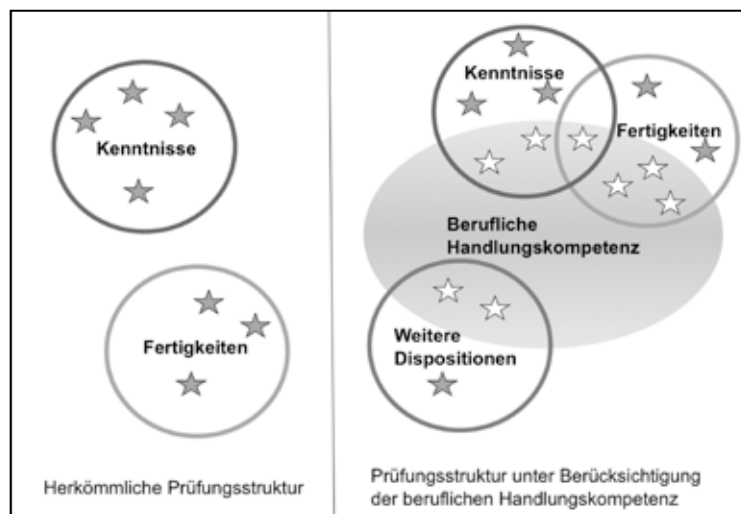 Kenntnisse
Fertigkeiten
Herkömmliche Prüfungsstruktur
Kenntnisse
Fertigkeiten
Berufliche
Handlungskompetenz
Weitere
Dispositionen
Prüfungsstruktur unter Berücksichtigung
der beruflichen Handlungskompetenz